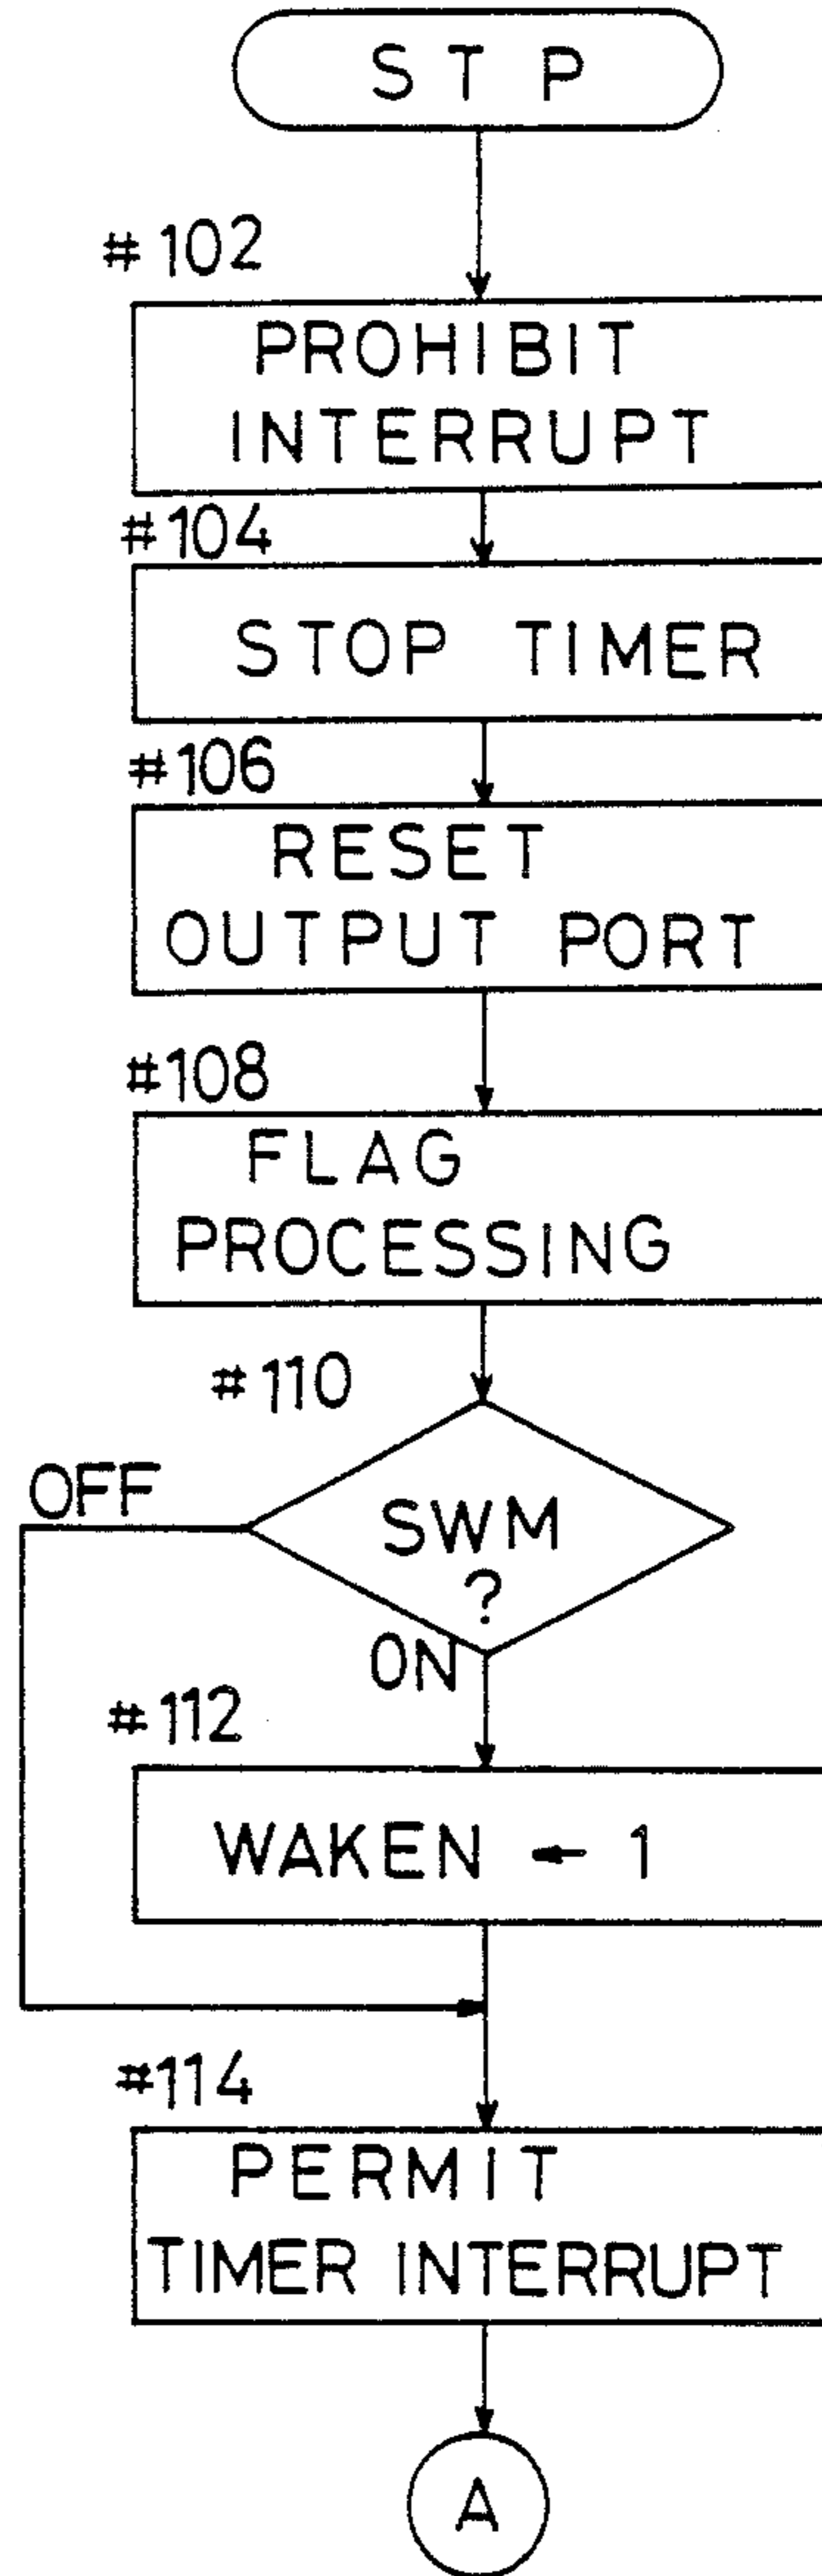 STP
#102
PROHIBIT
INTERRUPT
#104
STOP TIMER
#106
RESET
OUTPUT PORT
#108
FLAG
PROCESSING
#110
OFF
SWM
?
ON
#112
WAKEN ← 1
#114
PERMIT
TIMER INTERRUPT
A